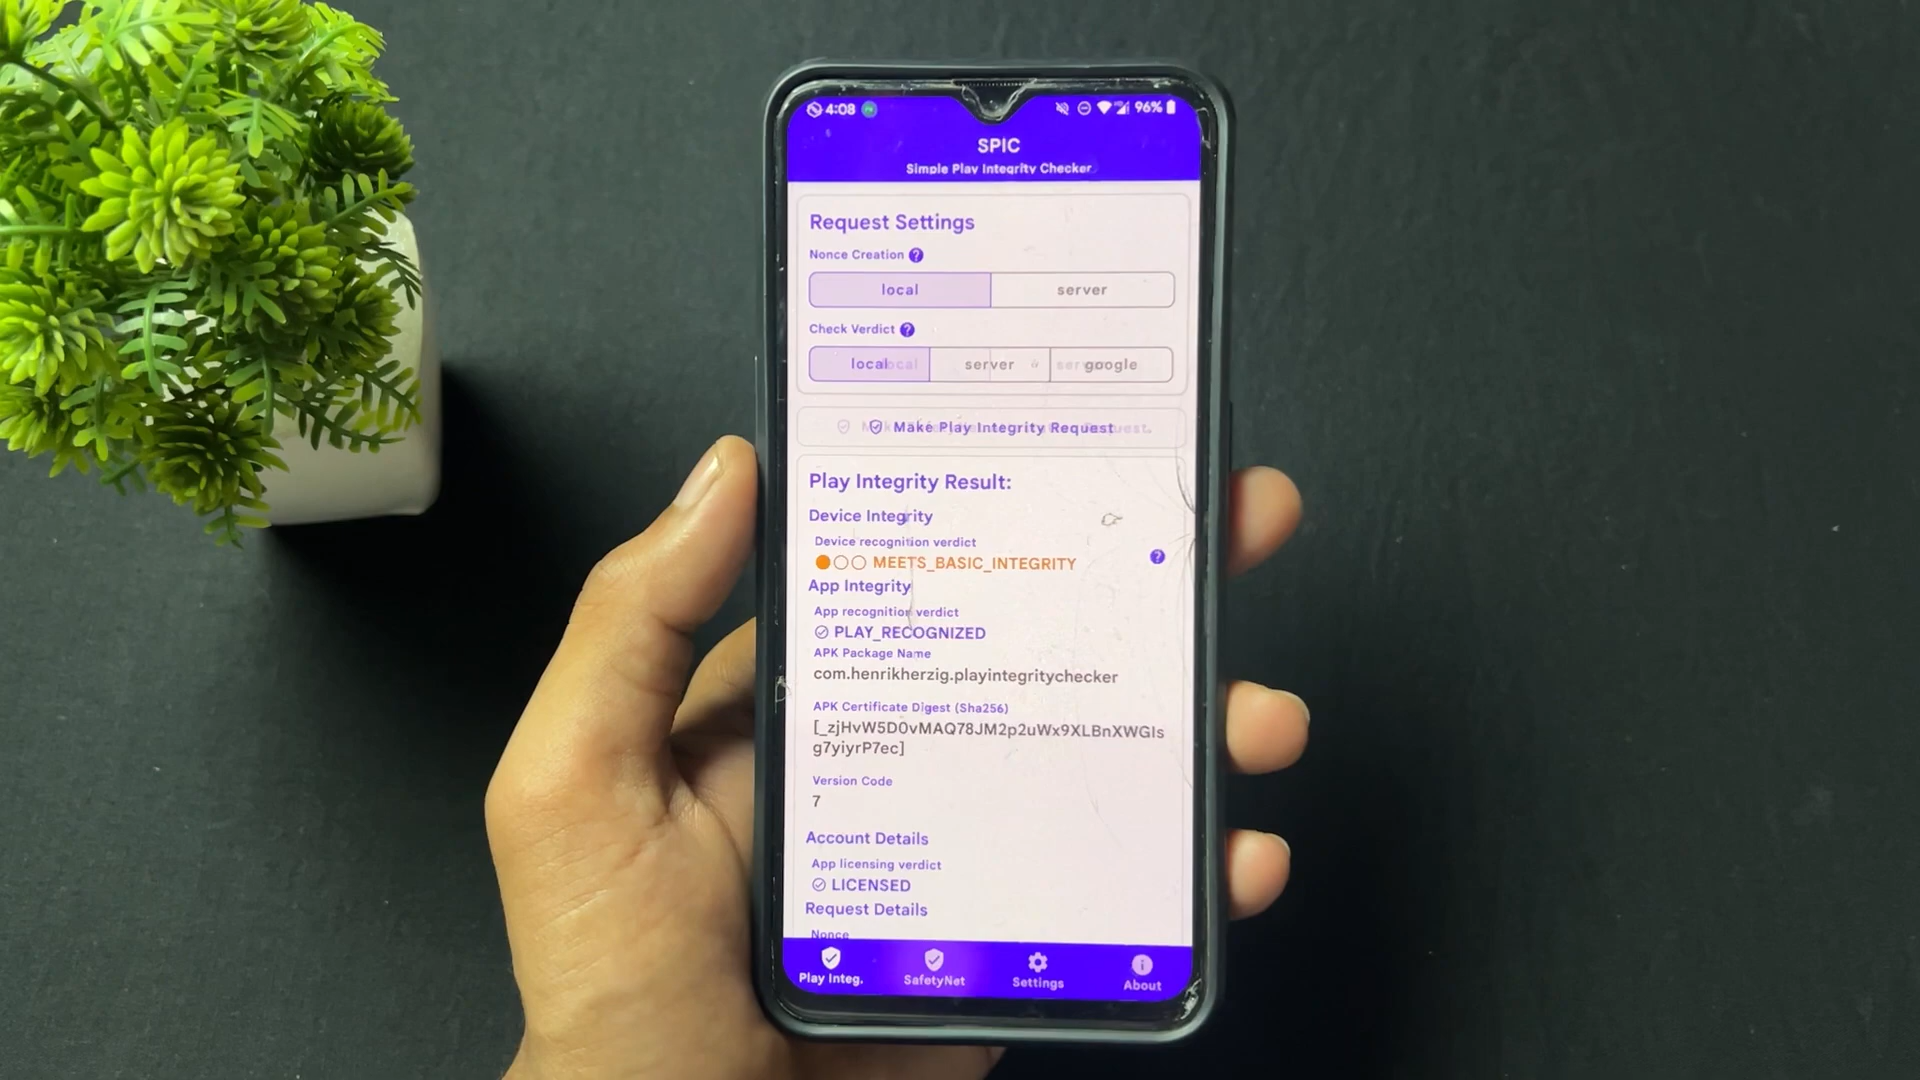 4:08 96%
SPIC
Simple Play Integrity Checker
Request Settings
Nonce Creation ?
local server
Check Verdict ?
local server google
Make Play Integrity Request
Play Integrity Result:
Device Integrity
Device recognition verdict
MEETS_BASIC_INTEGRITY ?
App Integrity
App recognition verdict
PLAY_RECOGNIZED
APK Package Name
com.henrikherzig.playintegritychecker
APK Certificate Digest (Sha256)
[_zjHvW5D0vMAQ78JM2p2uWx9XLBnXWGIs
g7yiyrP7ec]
Version Code
7
Account Details
App licensing verdict
LICENSED
Request Details
Nonce
Play Integ. SafetyNet Settings About